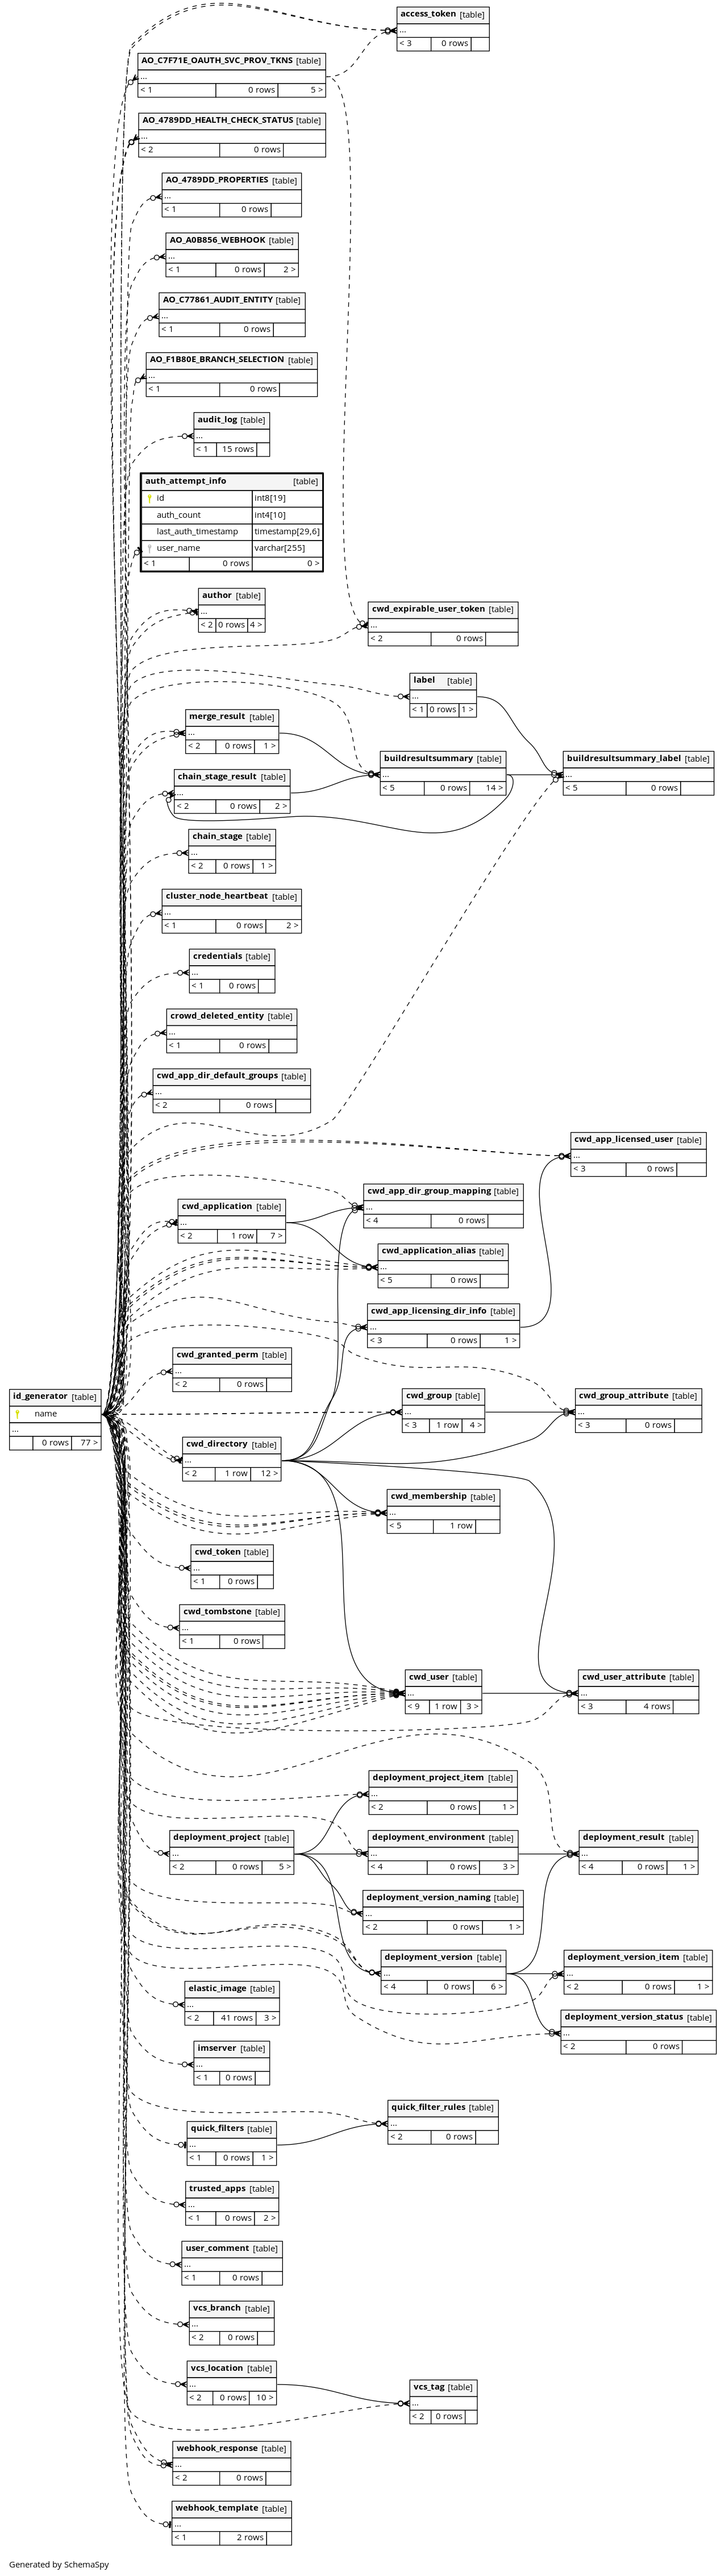 access_token [table]
...
< 3 0 rows
AO_C7F71E_OAUTH_SVC_PROV_TKNS [table]
...
< 1 0 rows 5 >
AO_4789DD_HEALTH_CHECK_STATUS [table]
...
< 2 0 rows
AO_4789DD_PROPERTIES [table]
...
< 1 0 rows
AO_A0B856_WEBHOOK [table]
...
< 1 0 rows 2 >
AO_C77861_AUDIT_ENTITY [table]
...
< 1 0 rows
AO_F1B80E_BRANCH_SELECTION [table]
...
< 1 0 rows
audit_log [table]
...
< 1 15 rows
auth_attempt_info [table]
id int8[19]
auth_count int4[10]
last_auth_timestamp timestamp[29,6]
user_name varchar[255]
< 1 0 rows 0 >
author [table]
...
< 2 0 rows 4 >
cwd_expirable_user_token [table]
...
< 2 0 rows
label [table]
...
< 1 0 rows 1 >
merge_result [table]
...
< 2 0 rows 1 >
buildresultsummary [table]
...
< 5 0 rows 14 >
buildresultsummary_label [table]
...
< 5 0 rows
chain_stage_result [table]
...
< 2 0 rows 2 >
chain_stage [table]
...
< 2 0 rows 1 >
cluster_node_heartbeat [table]
...
< 1 0 rows 2 >
credentials [table]
...
< 1 0 rows
crowd_deleted_entity [table]
...
< 1 0 rows
cwd_app_dir_default_groups [table]
...
< 2 0 rows
cwd_app_licensed_user [table]
...
< 3 0 rows
cwd_app_dir_group_mapping [table]
...
< 4 0 rows
cwd_application [table]
...
< 2 1 row 7 >
cwd_application_alias [table]
...
< 5 0 rows
cwd_app_licensing_dir_info [table]
...
< 3 0 rows 1 >
cwd_granted_perm [table]
...
< 2 0 rows
id_generator [table]
name
...
0 rows 77 >
cwd_group [table]
...
< 3 1 row 4 >
cwd_group_attribute [table]
...
< 3 0 rows
cwd_directory [table]
...
< 2 1 row 12 >
cwd_membership [table]
...
< 5 1 row
cwd_token [table]
...
< 1 0 rows
cwd_tombstone [table]
...
< 1 0 rows
cwd_user [table]
...
< 9 1 row 3 >
cwd_user_attribute [table]
...
< 3 4 rows
deployment_project_item [table]
...
< 2 0 rows 1 >
deployment_project [table]
...
< 2 0 rows 5 >
deployment_environment [table]
...
< 4 0 rows 3 >
deployment_result [table]
...
< 4 0 rows 1 >
deployment_version_naming [table]
...
< 2 0 rows 1 >
deployment_version [table]
...
< 4 0 rows 6 >
deployment_version_item [table]
...
< 2 0 rows 1 >
elastic_image [table]
...
< 2 41 rows 3 >
deployment_version_status [table]
...
< 2 0 rows
imserver [table]
...
< 1 0 rows
quick_filter_rules [table]
...
< 2 0 rows
quick_filters [table]
...
< 1 0 rows 1 >
trusted_apps [table]
...
< 1 0 rows 2 >
user_comment [table]
...
< 1 0 rows
vcs_branch [table]
...
< 2 0 rows
vcs_location [table]
...
< 2 0 rows 10 >
vcs_tag [table]
...
< 2 0 rows
webhook_response [table]
...
< 2 0 rows
webhook_template [table]
...
< 1 2 rows
Generated by SchemaSpy